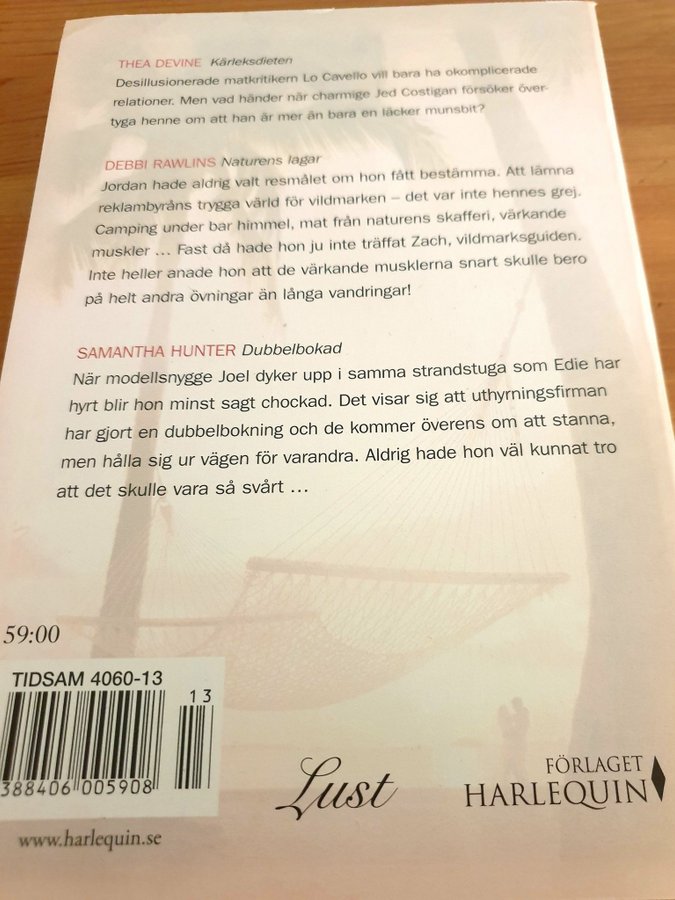 THEA DEVINE Kärleksdieten
Desillusionerade matkritikern Lo Cavello vill bara ha okomplicerade
relationer. Men vad händer när charmige Jed Costigan försöker över-
tyga henne om att han är mer än bara en läcker munsbit?
DEBBI RAWLINS Naturens lagar
Jordan hade aldrig valt resmålet om hon fått bestämma. Att lämna
reklambyråns trygga värld för vildmarken – det var inte hennes grej.
Camping under bar himmel, mat från naturens skafferi, värkande
muskler … Fast då hade hon ju inte träffat Zach, vildmarksguiden.
Inte heller anade hon att de värkande musklerna snart skulle bero
på helt andra övningar än långa vandringar!
SAMANTHA HUNTER Dubbelbokad
När modellsnygge Joel dyker upp i samma strandstuga som Edie har
hyrt blir hon minst sagt chockad. Det visar sig att uthyrningsfirman
har gjort en dubbelbokning och de kommer överens om att stanna,
men hålla sig ur vägen för varandra. Aldrig hade hon väl kunnat tro
att det skulle vara så svårt …
59:00
TIDSAM 4060-13
13
388406 005908
www.harlequin.se
Lust
FÖRLAGET
HARLEQUIN